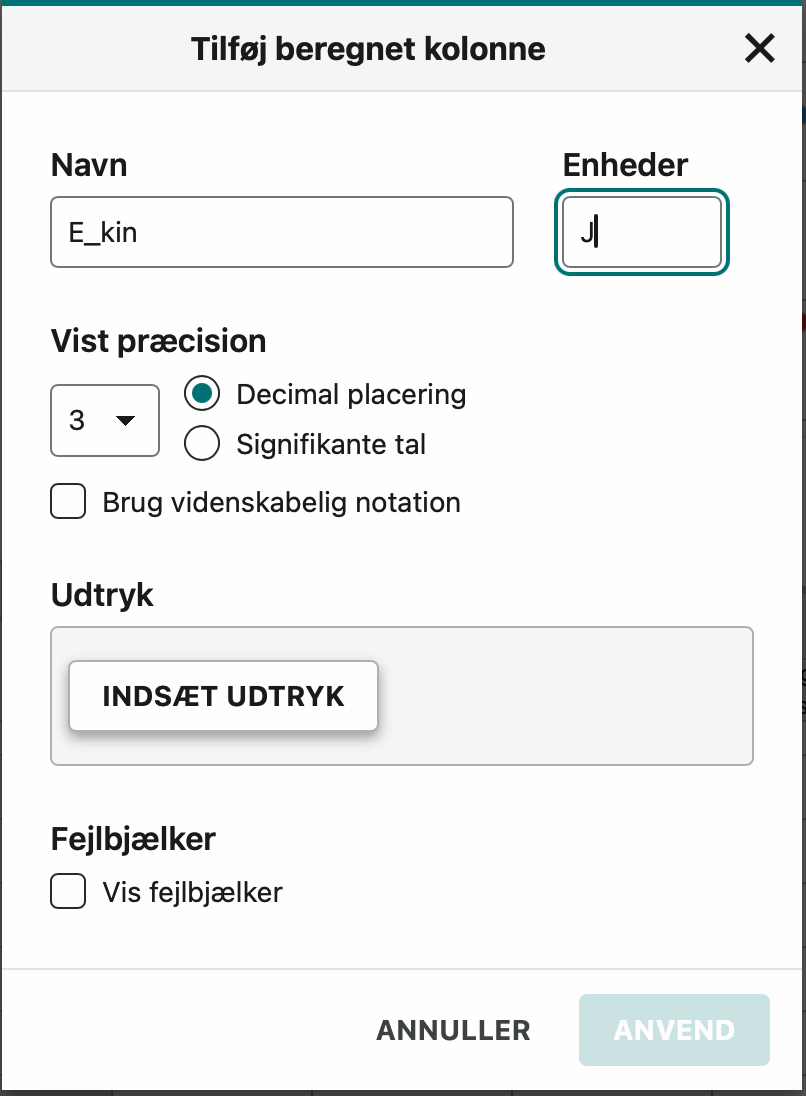 Tilføj beregnet kolonne
Navn
Enheder
E_kin
J
Vist præcision
3
Decimal placering
Signifikante tal
Brug videnskabelig notation
Udtryk
INDSÆT UDTRYK
Fejlbjælker
Vis fejlbjælker
ANNULLER
ANVEND